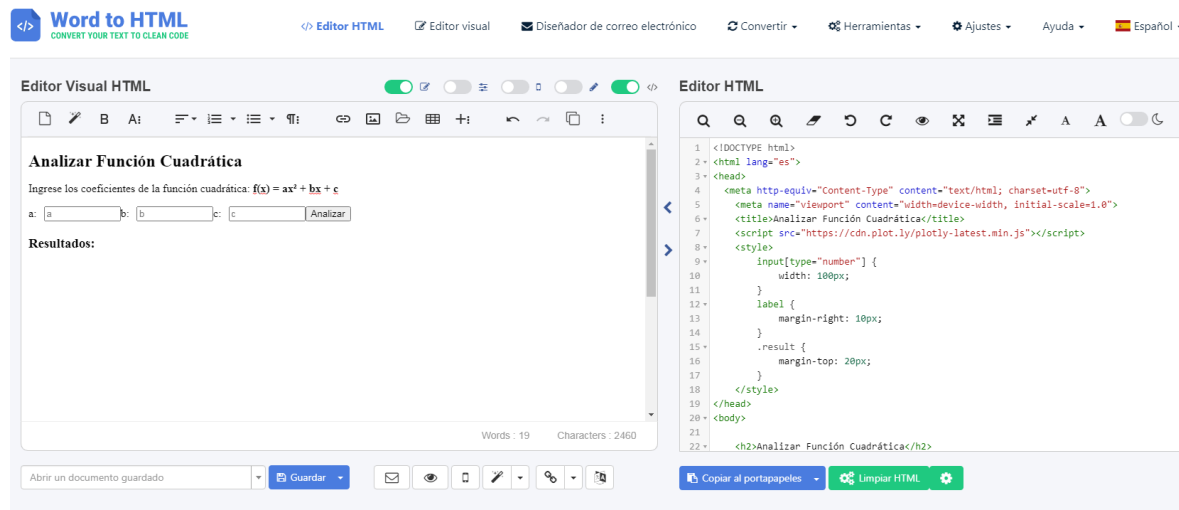 Word to HTML
CONVERT YOUR TEXT TO CLEAN CODE
</> Editor HTML
Editor visual
Diseñador de correo electrónico
Convertir
Herramientas
Ajustes
Ayuda
Español
Editor Visual HTML
Analizar Función Cuadrática
Ingrese los coeficientes de la función cuadrática: f(x) = ax² + bx + c
a: a b: b c: c Analizar
Resultados:
Words : 19 Characters : 2460
Abrir un documento guardado
Guardar
Editor HTML
1 <!DOCTYPE html>
2 <html lang="es">
3 <head>
4 <meta http-equiv="Content-Type" content="text/html; charset=utf-8">
5 <meta name="viewport" content="width=device-width, initial-scale=1.0">
6 <title>Analizar Función Cuadrática</title>
7 <script src="https://cdn.plot.ly/plotly-latest.min.js"></script>
8 <style>
9 input[type="number"] {
10 width: 100px;
11 }
12 label {
13 margin-right: 10px;
14 }
15 .result {
16 margin-top: 20px;
17 }
18 </style>
19 </head>
20 <body>
21
22 <h2>Analizar Función Cuadrática</h2>
Copiar al portapapeles
Limpiar HTML